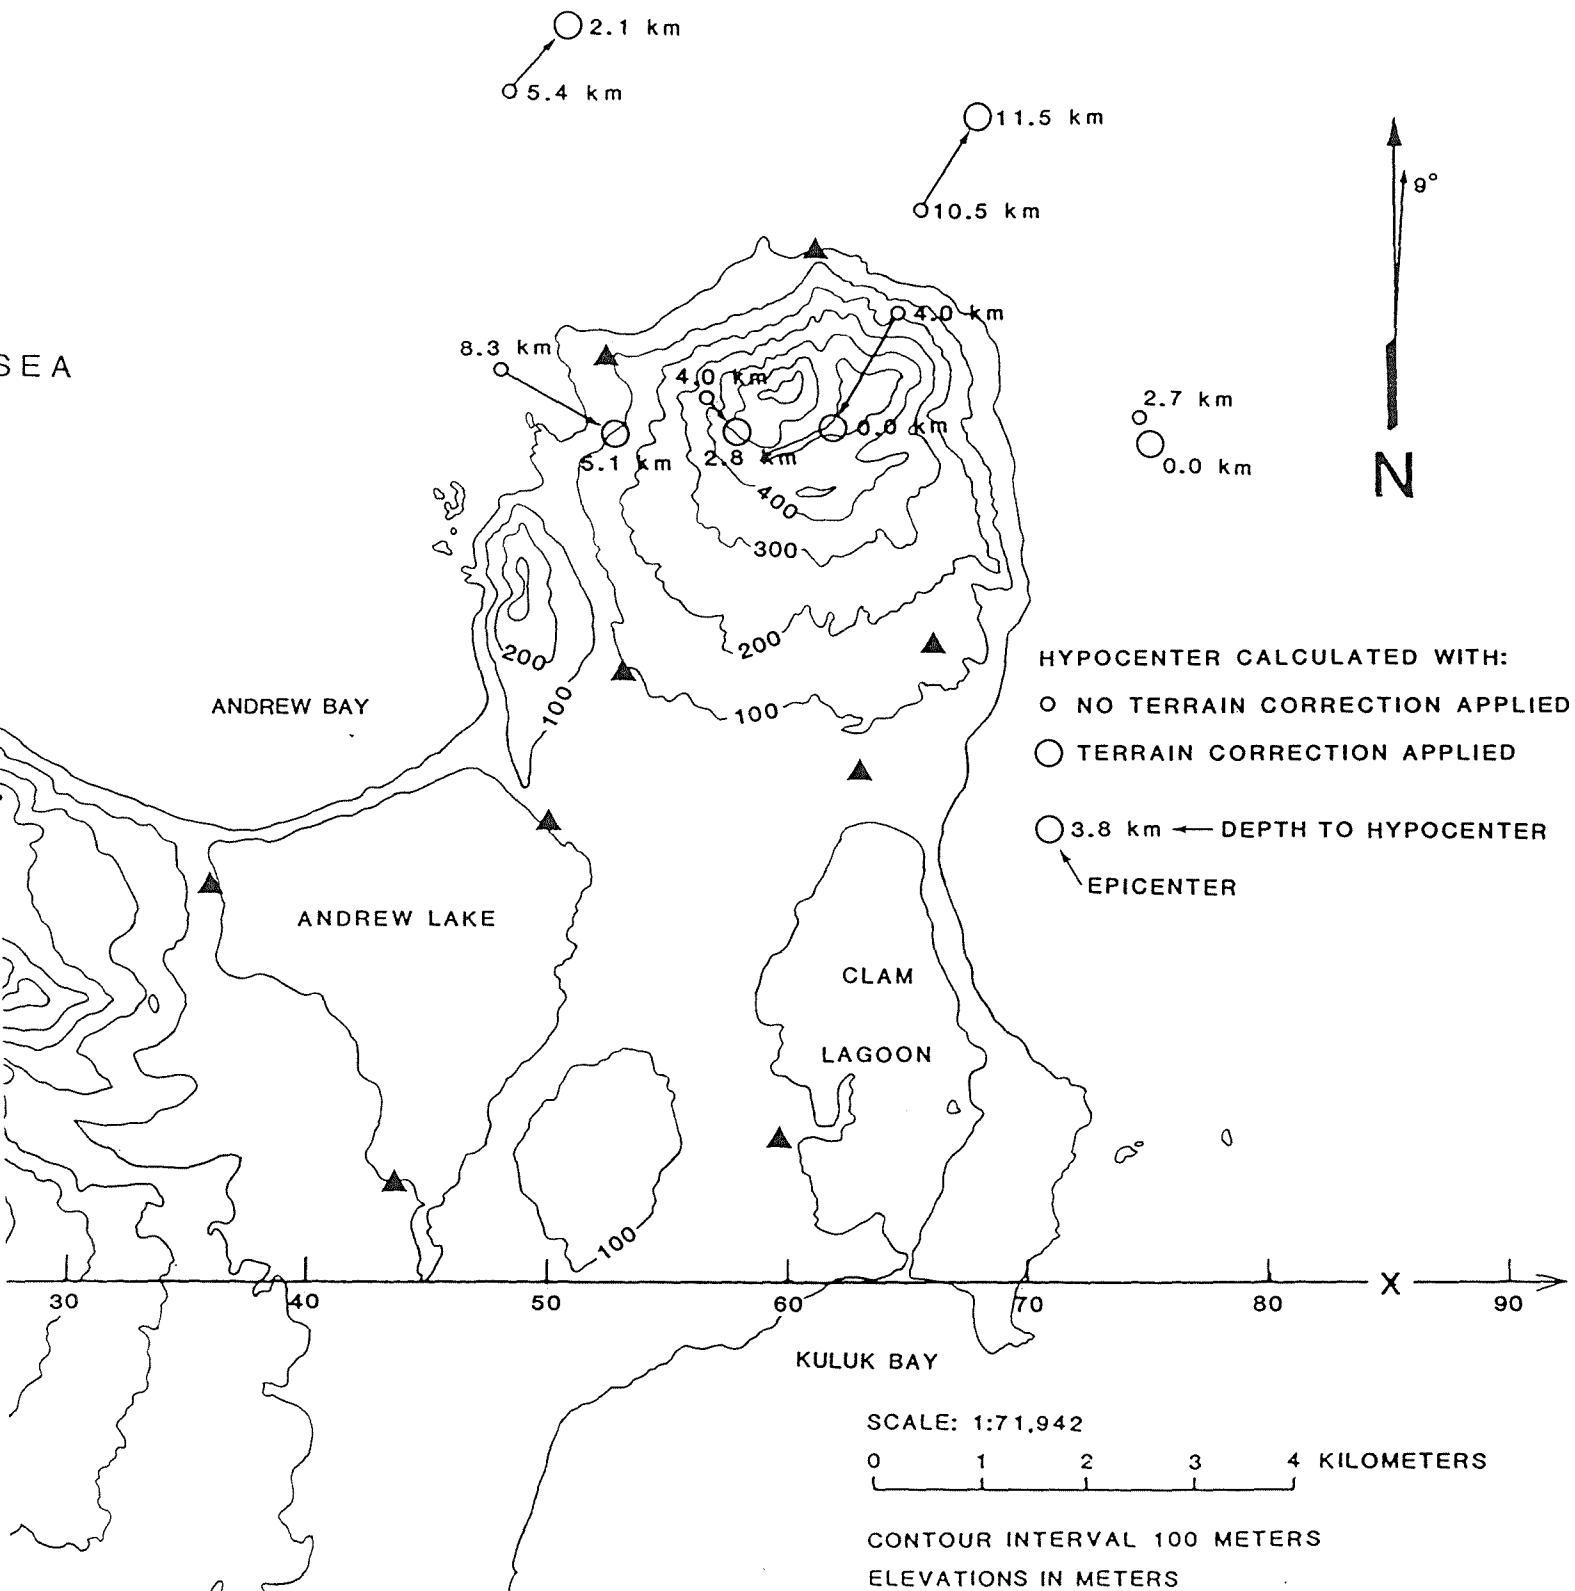 2.1 km
5.4 km
11.5 km
9°
10.5 km
4.0 km
8.3 km
SEA
4.0 km
2.7 km
0.0 km
5.1 km
2.8 km
0.0 km
N
400
300
200
HYPOCENTER CALCULATED WITH:
200
NO TERRAIN CORRECTION APPLIED
ANDREW BAY
100
100
TERRAIN CORRECTION APPLIED
3.8 km
DEPTH TO HYPOCENTER
EPICENTER
ANDREW LAKE
CLAM
LAGOON
100
X
30
40
50
60
70
80
90
KULUK BAY
SCALE: 1:71,942
0 1 2 3 4 KILOMETERS
CONTOUR INTERVAL 100 METERS
ELEVATIONS IN METERS